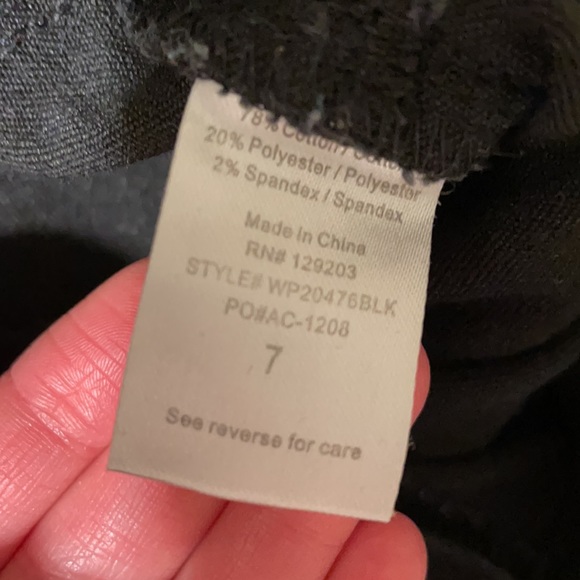 78% Cotton /
20% Polyester / Polyester
2% Spandex / Spandex
Made in China
RN# 129203
STYLE# WP20476BLK
PO#AC-1208
7
See reverse for care